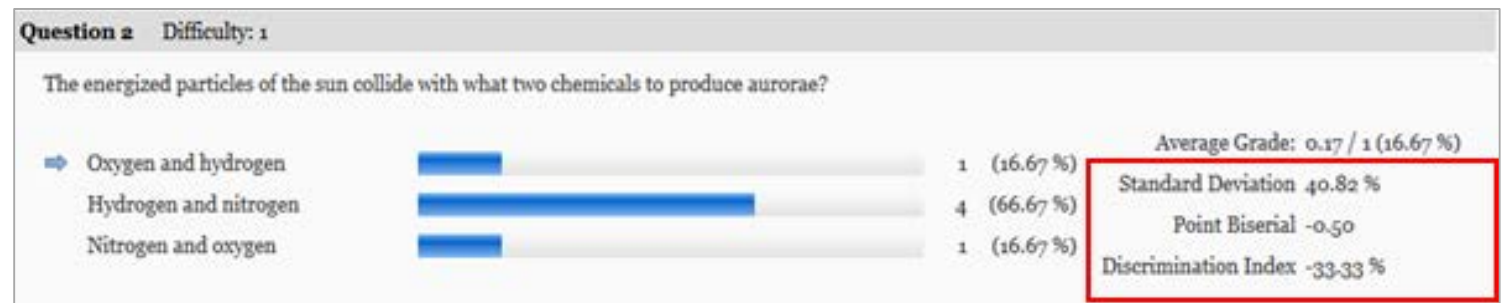 Question 2 Difficulty: 1
The energized particles of the sun collide with what two chemicals to produce aurorae?
Average Grade: 0.17 / 1 (16.67 %)
Oxygen and hydrogen 1 (16.67 %)
Standard Deviation 40.82 %
Hydrogen and nitrogen 4 (66.67 %)
Point Biserial -0.50
Nitrogen and oxygen 1 (16.67 %)
Discrimination Index -33.33 %